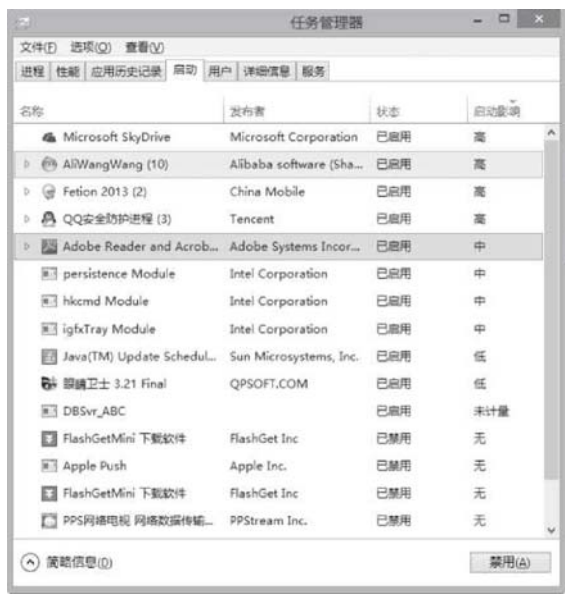 任务管理器
文件(F) 选项(O) 查看(V)
进程 性能 应用历史记录 启动 用户 详细信息 服务
名称 发布者 状态 启动影响
Microsoft SkyDrive Microsoft Corporation 已启用 高
AliWangWang (10) Alibaba software (Sha... 已启用 高
Fetion 2013 (2) China Mobile 已启用 高
QQ安全防护进程 (3) Tencent 已启用 高
Adobe Reader and Acrob... Adobe Systems Incor... 已启用 中
persistence Module Intel Corporation 已启用 中
hkcmd Module Intel Corporation 已启用 中
igfxTray Module Intel Corporation 已启用 中
Java(TM) Update Schedul... Sun Microsystems, Inc. 已启用 低
眼睛卫士 3.21 Final QPSOFT.COM 已启用 低
DBSvr_ABC 已启用 未计量
FlashGetMini 下载软件 FlashGet Inc 已禁用 无
Apple Push Apple Inc. 已禁用 无
FlashGetMini 下载软件 FlashGet Inc 已禁用 无
PPS网络电视 网络数据传输... PPStream Inc. 已禁用 无
简略信息(D) 禁用(A)